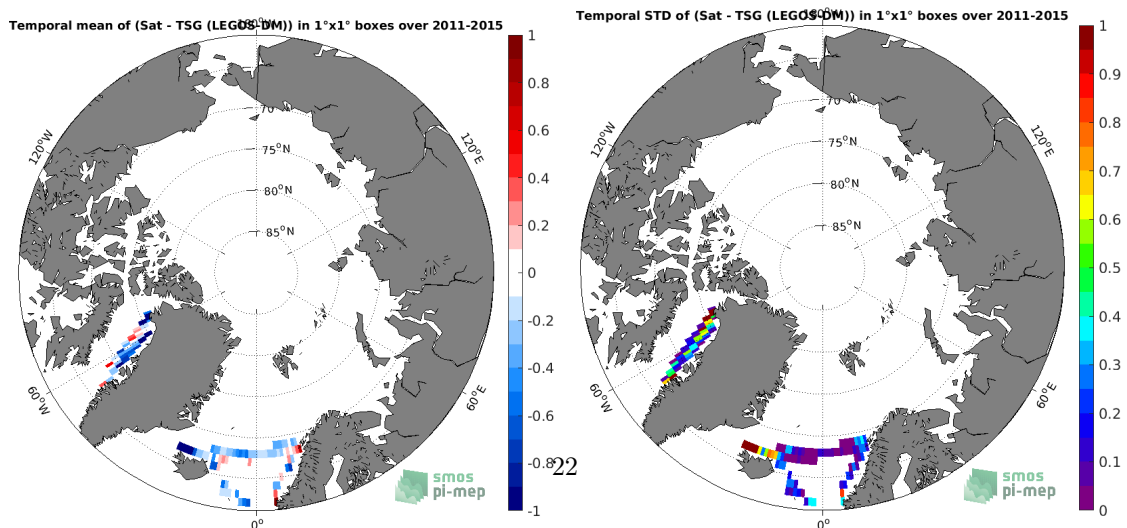 Temporal mean of (Sat - TSG (LEGOS-DM)) in 1°x1° boxes over 2011-2015
180°W
70
75°N
80°N
85°N
120°W
120°E
60°W
60°E
0°
1
0.8
0.6
0.4
0.2
0
-0.2
-0.4
-0.6
-0.8
-1
smos
pi-mep
22
Temporal STD of (Sat - TSG (LEGOS-DM)) in 1°x1° boxes over 2011-2015
180°W
70
75°N
80°N
85°N
120°W
120°E
60°W
60°E
0°
1
0.9
0.8
0.7
0.6
0.5
0.4
0.3
0.2
0.1
0
smos
pi-mep